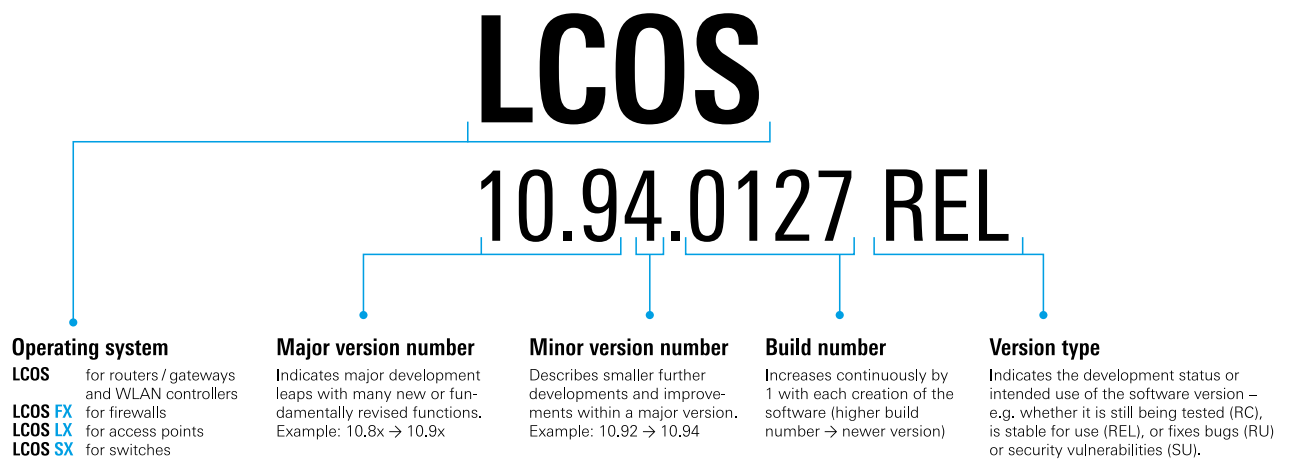 LCOS
10.94.0127 REL
Operating system
LCOS for routers / gateways
and WLAN controllers
LCOS FX for firewalls
LCOS LX for access points
LCOS SX for switches
Major version number
Indicates major development
leaps with many new or fun-
damentally revised functions.
Example: 10.8x → 10.9x
Minor version number
Describes smaller further
developments and improve-
ments within a major version.
Example: 10.92 → 10.94
Build number
Increases continuously by
1 with each creation of the
software (higher build
number → newer version)
Version type
Indicates the development status or
intended use of the software version –
e.g. whether it is still being tested (RC),
is stable for use (REL), or fixes bugs (RU)
or security vulnerabilities (SU).